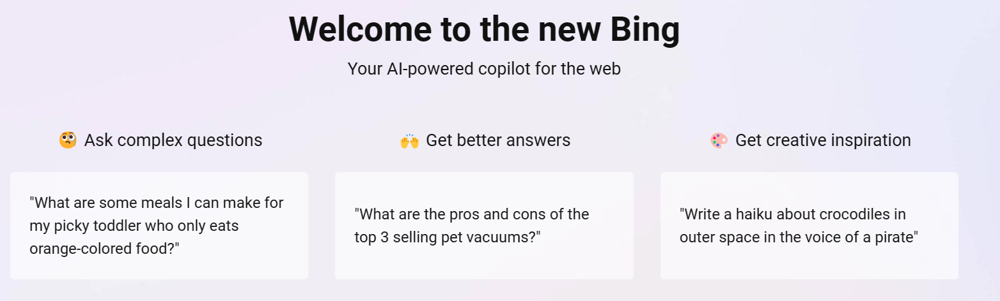 Welcome to the new Bing
Your AI-powered copilot for the web
Ask complex questions
Get better answers
Get creative inspiration
"What are some meals I can make for
my picky toddler who only eats
orange-colored food?"
"What are the pros and cons of the
top 3 selling pet vacuums?"
"Write a haiku about crocodiles in
outer space in the voice of a pirate"